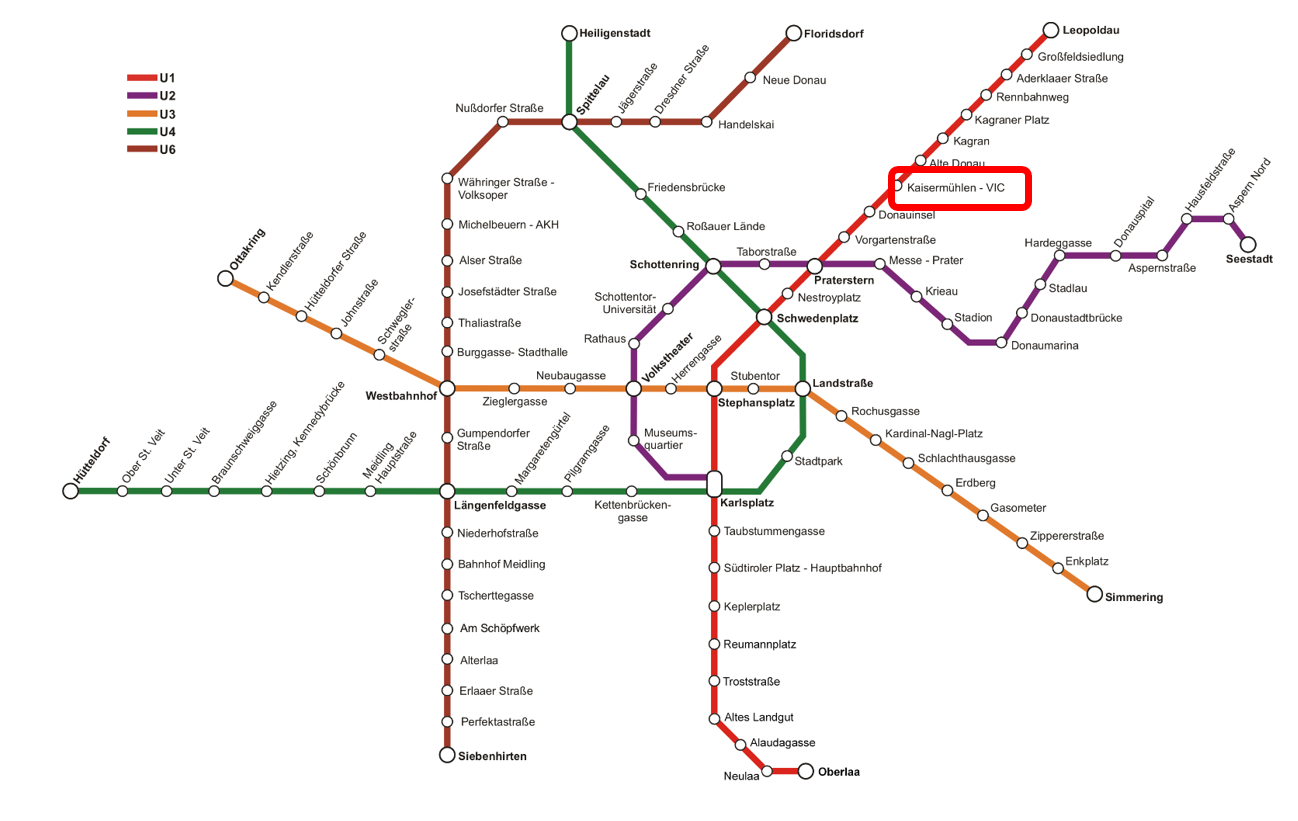 U1
U2
U3
U4
U6
Heiligenstadt
Floridsdorf
Leopoldau
Großfeldsiedlung
Aderklaaer Straße
Rennbahnweg
Kagraner Platz
Kagran
Alte Donau
Kaisermühlen - VIC
Donauinsel
Vorgartenstraße
Neue Donau
Handelskai
Dresdner Straße
Jägerstraße
Spittelau
Nußdorfer Straße
Währinger Straße -
Volksoper
Michelbeuern - AKH
Alser Straße
Josefstädter Straße
Thaliastraße
Burggasse- Stadthalle
Friedensbrücke
Roßauer Lände
Schottenring
Taborstraße
Praterstern
Messe - Prater
Krieau
Stadion
Donaumarina
Donaustadtbrücke
Stadlau
Hardeggasse
Donauspital
Aspernstraße
Hausfeldstraße
Aspern Nord
Seestadt
Nestroyplatz
Schwedenplatz
Schottentor-
Universität
Rathaus
Volkstheater
Herrengasse
Stubentor
Stephansplatz
Landstraße
Ottakring
Kendlerstraße
Hütteldorfer Straße
Johnstraße
Schwegler-
straße
Westbahnhof
Zieglergasse
Neubaugasse
Rochusgasse
Kardinal-Nagl-Platz
Schlachthausgasse
Erdberg
Gasometer
Zippererstraße
Enkplatz
Simmering
Gumpendorfer
Straße
Museums-
quartier
Stadtpark
Hütteldorf
Ober St. Veit
Unter St. Veit
Braunschweiggasse
Hietzing, Kennedybrücke
Schönbrunn
Meidling
Hauptstraße
Längenfeldgasse
Margaretengürtel
Pilgramgasse
Kettenbrücken-
gasse
Karlsplatz
Niederhofstraße
Bahnhof Meidling
Tscherttegasse
Am Schöpfwerk
Alterlaa
Erlaaer Straße
Perfektastraße
Siebenhirten
Taubstummengasse
Südtiroler Platz - Hauptbahnhof
Keplerplatz
Reumannplatz
Troststraße
Altes Landgut
Alaudagasse
Neulaa
Oberlaa